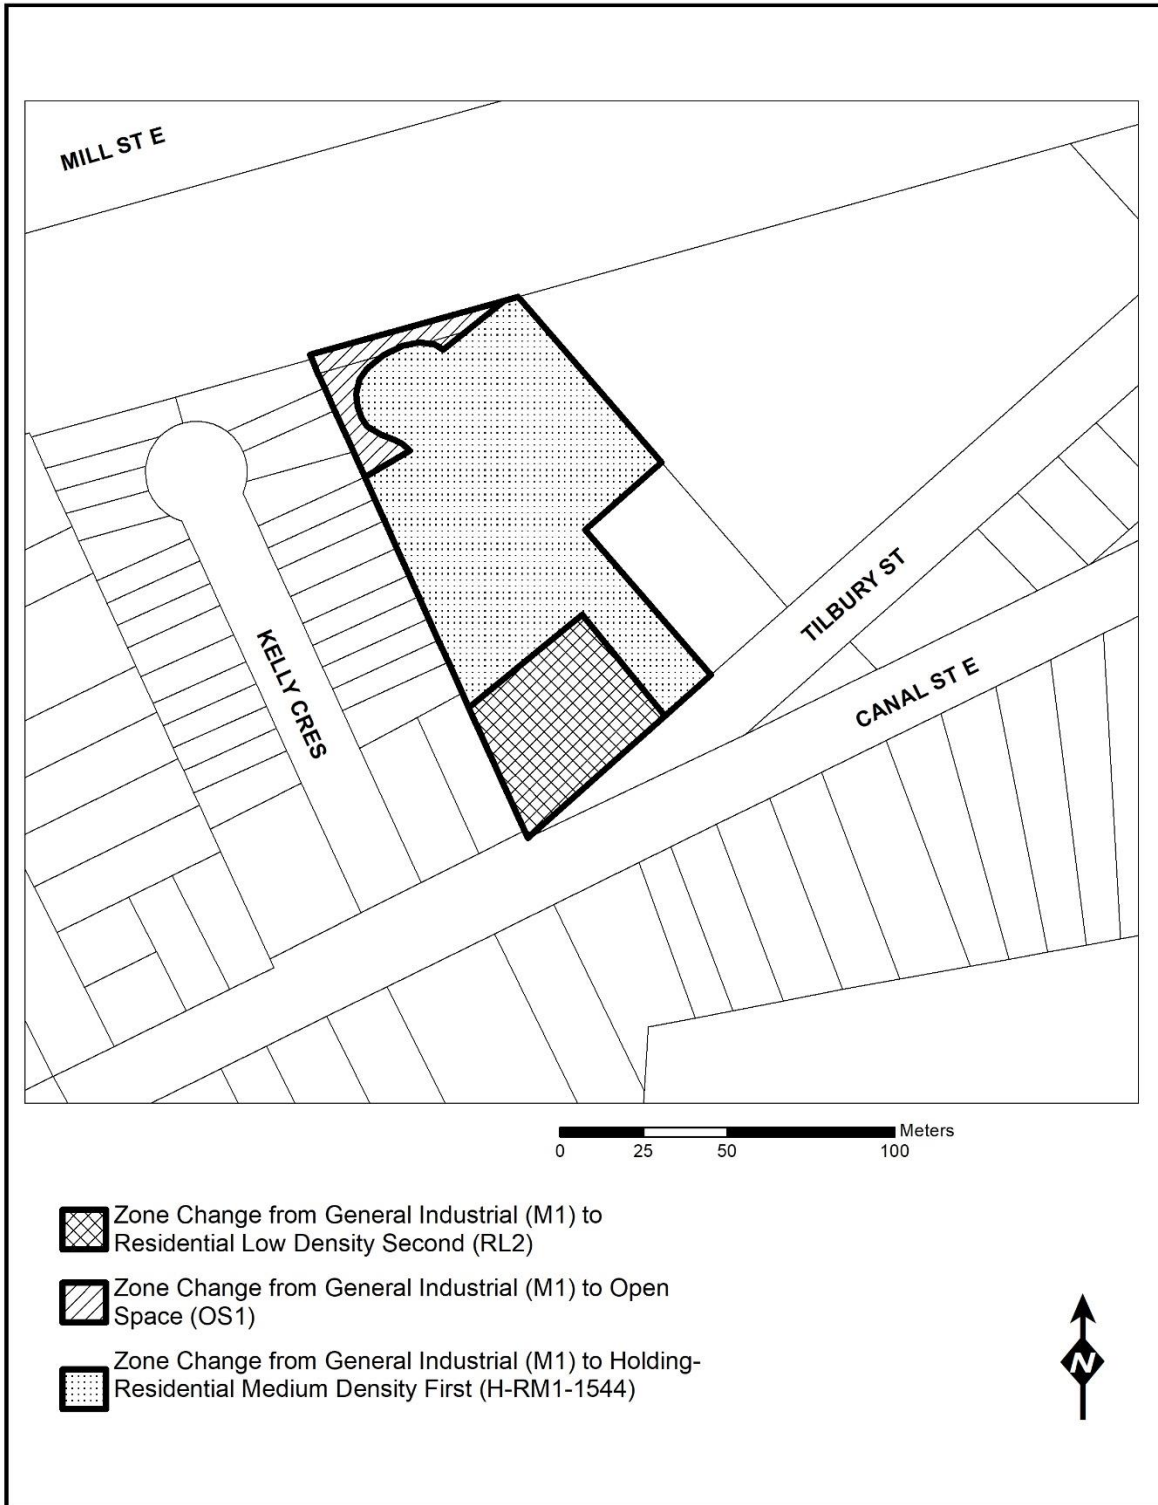 MILL ST E
KELLY CRES
TILBURY ST
CANAL ST E
Meters
0 25 50 100
Zone Change from General Industrial (M1) to
Residential Low Density Second (RL2)
Zone Change from General Industrial (M1) to Open
Space (OS1)
Zone Change from General Industrial (M1) to Holding-
Residential Medium Density First (H-RM1-1544)
N